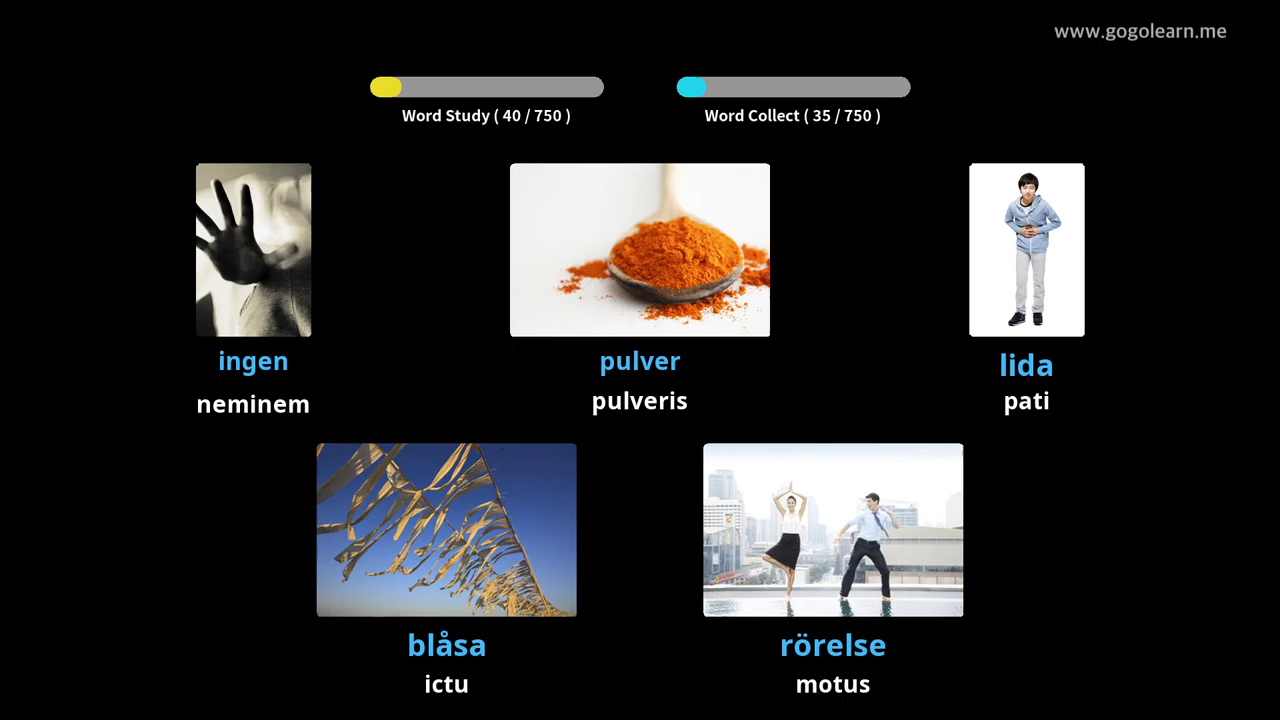 www.gogolearn.me
Word Study ( 40 / 750 )
Word Collect ( 35 / 750 )
ingen
neminem
pulver
pulveris
lida
pati
blåsa
ictu
rörelse
motus